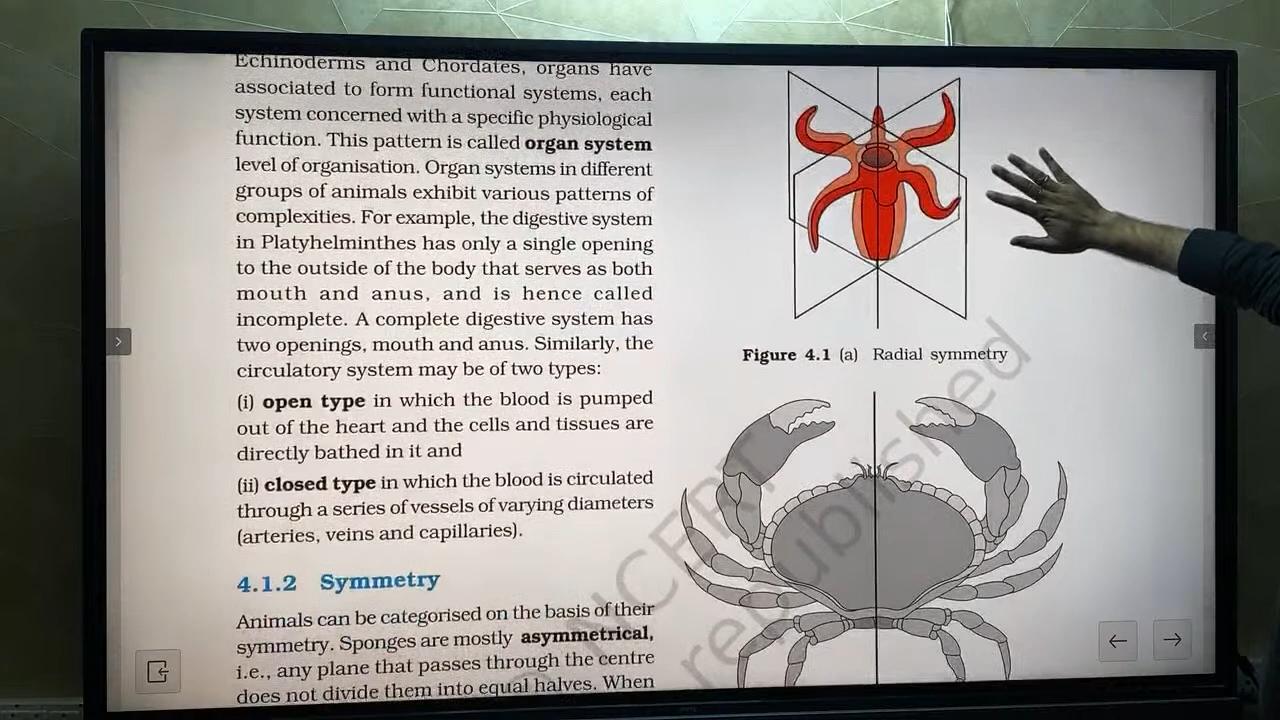 Echinoderms and Chordates, organs have
associated to form functional systems, each
system concerned with a specific physiological
function. This pattern is called organ system
level of organisation. Organ systems in different
groups of animals exhibit various patterns of
complexities. For example, the digestive system
in Platyhelminthes has only a single opening
to the outside of the body that serves as both
mouth and anus, and is hence called
incomplete. A complete digestive system has
two openings, mouth and anus. Similarly, the
circulatory system may be of two types:
(i) open type in which the blood is pumped
out of the heart and the cells and tissues are
directly bathed in it and
(ii) closed type in which the blood is circulated
through a series of vessels of varying diameters
(arteries, veins and capillaries).
4.1.2 Symmetry
Animals can be categorised on the basis of their
symmetry. Sponges are mostly asymmetrical,
i.e., any plane that passes through the centre
does not divide them into equal halves. When
Figure 4.1 (a) Radial symmetry
NCERT
republished